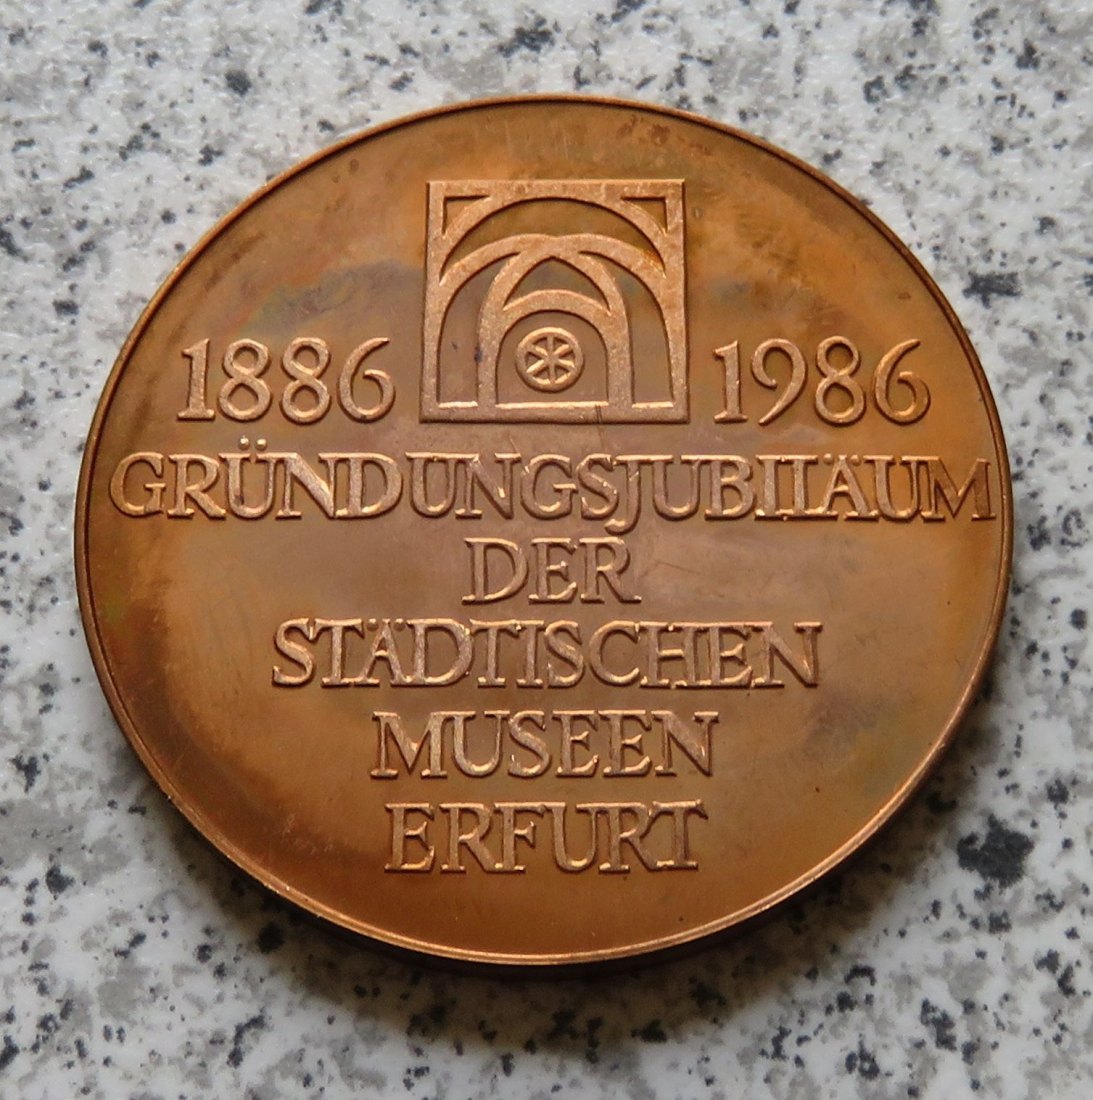 1886 1986
GRÜNDUNGSJUBILÄUM
DER
STÄDTISCHEN
MUSEEN
ERFURT